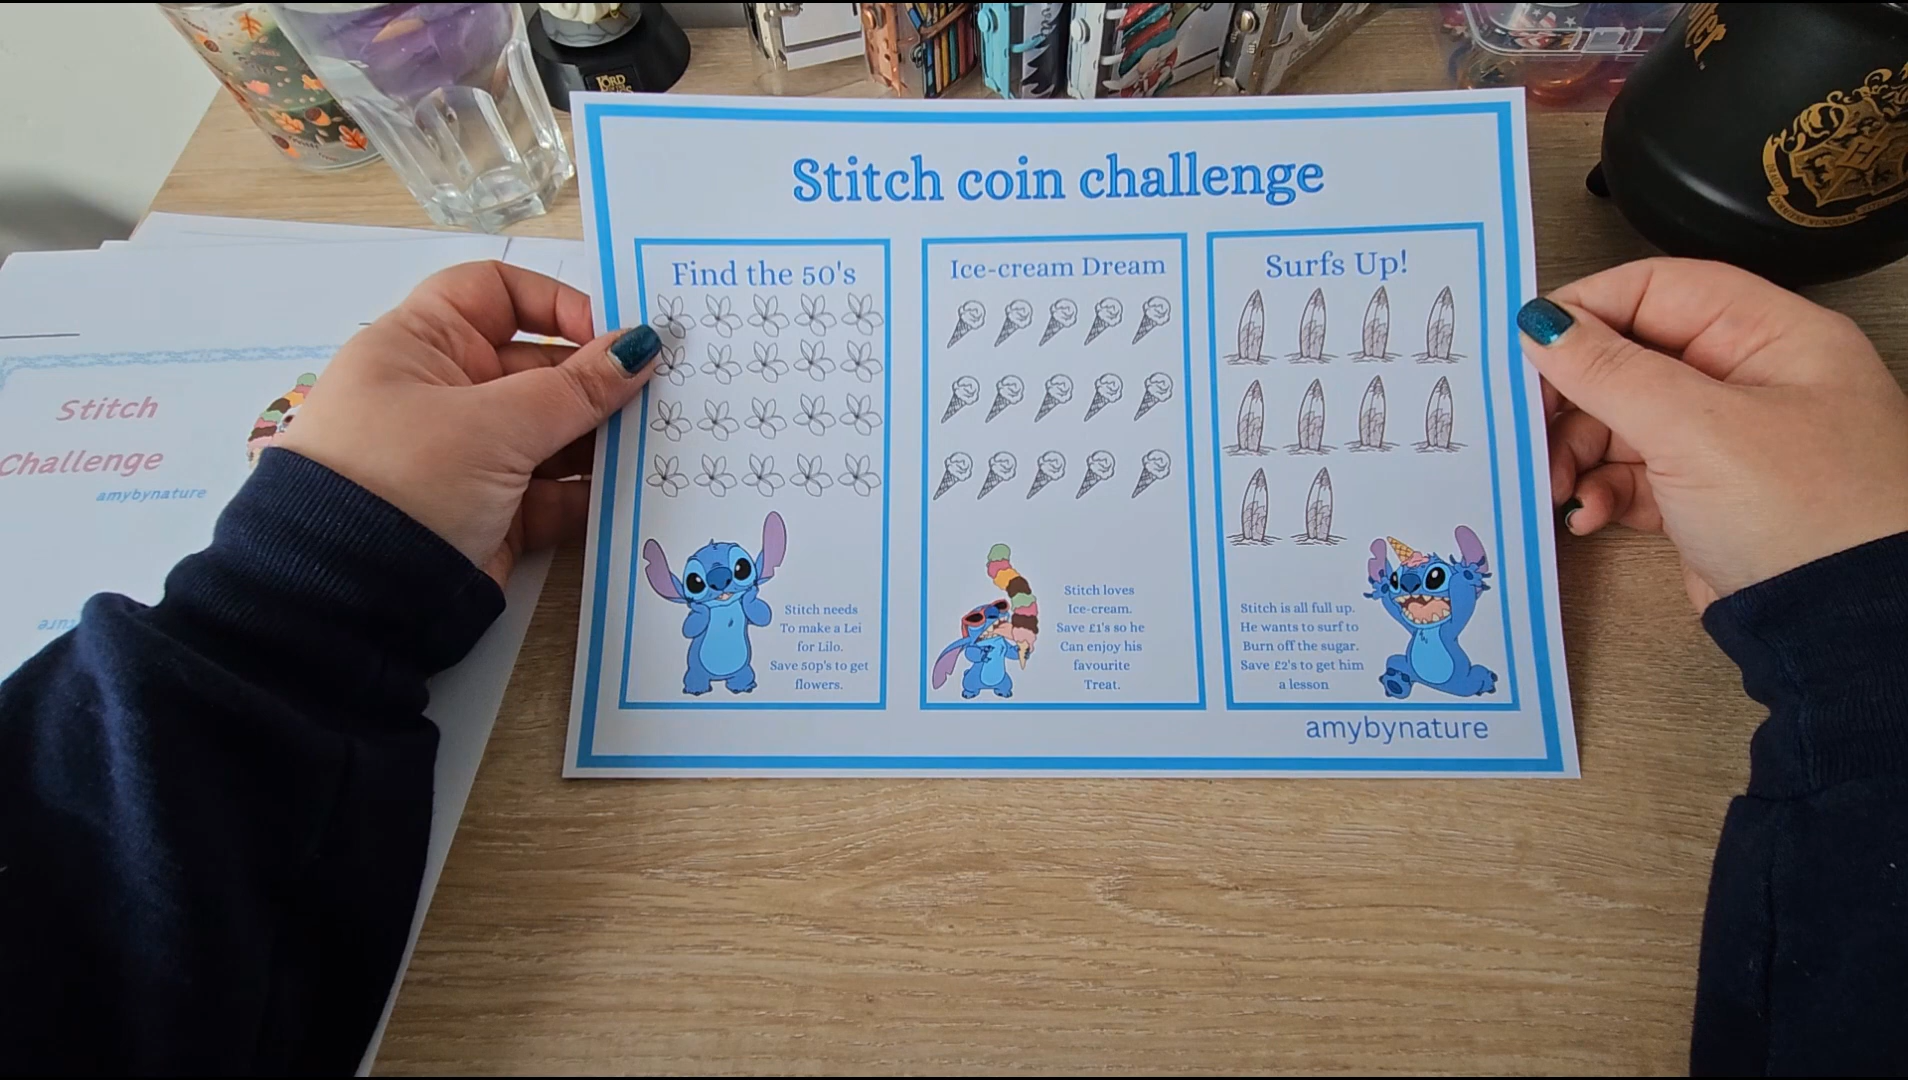 Stitch coin challenge
Find the 50's
Stitch needs
To make a Lei
for Lilo.
Save 50p's to get
flowers.
Ice-cream Dream
Stitch loves
Ice-cream.
Save £1's so he
Can enjoy his
favourite
Treat.
Surfs Up!
Stitch is all full up.
He wants to surf to
Burn off the sugar.
Save £2's to get him
a lesson
amybynature
Stitch
Challenge
amybynature
LORD